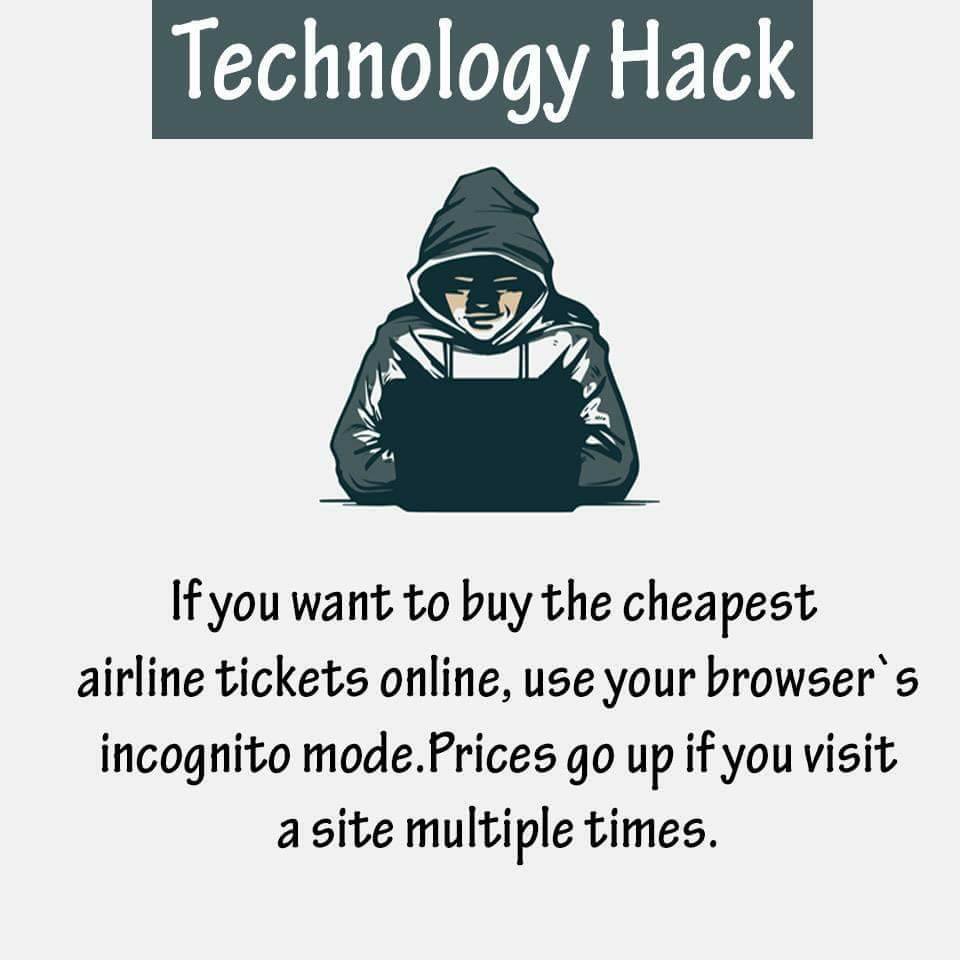 Technology Hack
If you want to buy the cheapest
airline tickets online, use your browser`s
incognito mode.Prices go up if you visit
a site multiple times.